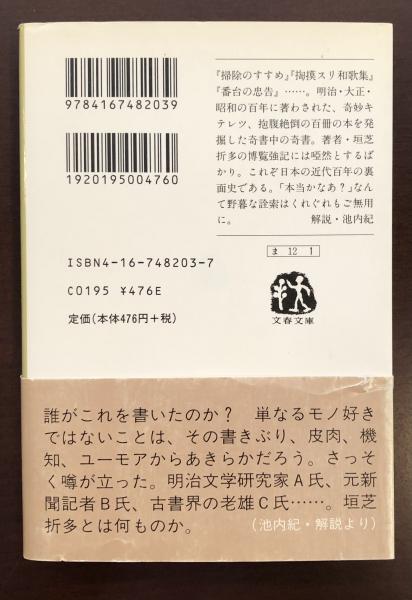 9784167482039
1920195004760
ISBN4-16-748203-7
C0195 ¥476E
定価(本体476円+税)
『掃除のすすめ』『掏摸スリ和歌集』
『番台の忠告』……。明治・大正・
昭和の百年に著わされた、奇妙キ
テレツ、抱腹絶倒の百冊の本を発
掘した奇書中の奇書。著者・垣芝
折多の博覧強記には啞然とするば
かり。これぞ日本の近代百年の裏
面史である。「本当かなあ?」なん
て野暮な詮索はくれぐれもご無用
に。 解説・池内紀
ま 12 1
文春文庫
誰がこれを書いたのか? 単なるモノ好き
ではないことは、その書きぶり、皮肉、機
知、ユーモアからあきらかだろう。さっそ
く噂が立った。明治文学研究家A氏、元新
聞記者B氏、古書界の老雄C氏……。垣芝
折多とは何ものか。 (池内紀・解説より)